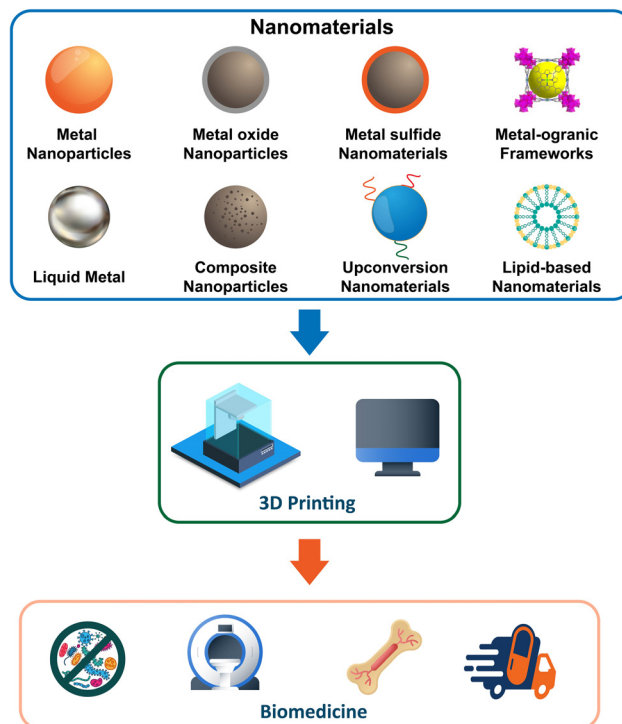 Nanomaterials
Metal
Nanoparticles
Metal oxide
Nanoparticles
Metal sulfide
Nanomaterials
Metal-ogranic
Frameworks
Liquid Metal
Composite
Nanoparticles
Upconversion
Nanomaterials
Lipid-based
Nanomaterials
3D Printing
Biomedicine